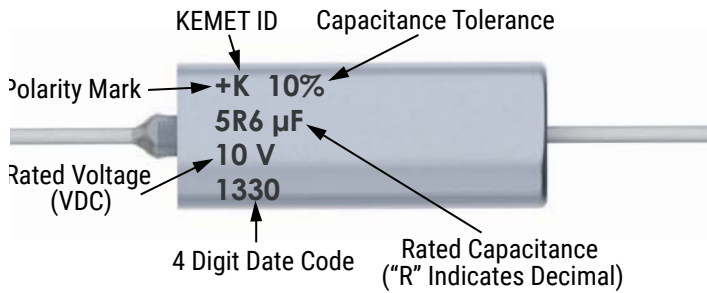 KEMET ID
Capacitance Tolerance
Polarity Mark
+K 10%
5R6 µF
10 V
1330
Rated Voltage
(VDC)
4 Digit Date Code
Rated Capacitance
("R" Indicates Decimal)